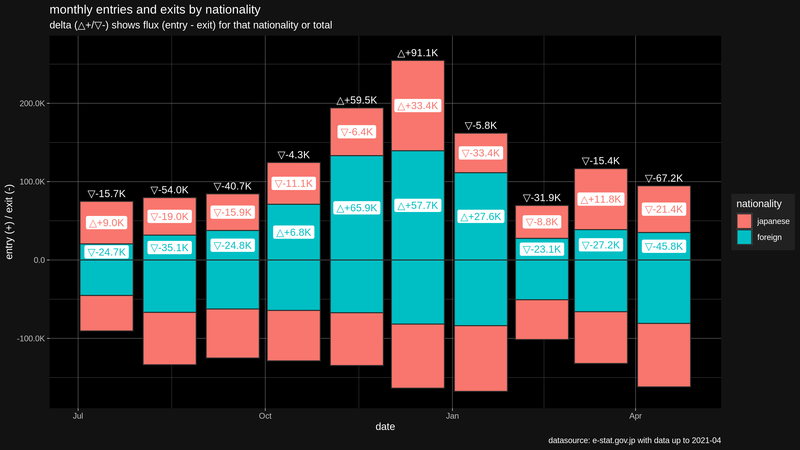 monthly entries and exits by nationality
delta (△+/▽-) shows flux (entry - exit) for that nationality or total
entry (+) / exit (-)
200.0K
100.0K
0.0
-100.0K
▽-15.7K
△+9.0K
▽-24.7K
▽-54.0K
▽-19.0K
▽-35.1K
▽-40.7K
▽-15.9K
▽-24.8K
▽-4.3K
▽-11.1K
△+6.8K
△+59.5K
▽-6.4K
△+65.9K
△+91.1K
△+33.4K
△+57.7K
▽-5.8K
▽-33.4K
△+27.6K
▽-31.9K
▽-8.8K
▽-23.1K
▽-15.4K
△+11.8K
▽-27.2K
▽-67.2K
▽-21.4K
▽-45.8K
Jul
Oct
Jan
Apr
date
nationality
japanese
foreign
datasource: e-stat.gov.jp with data up to 2021-04